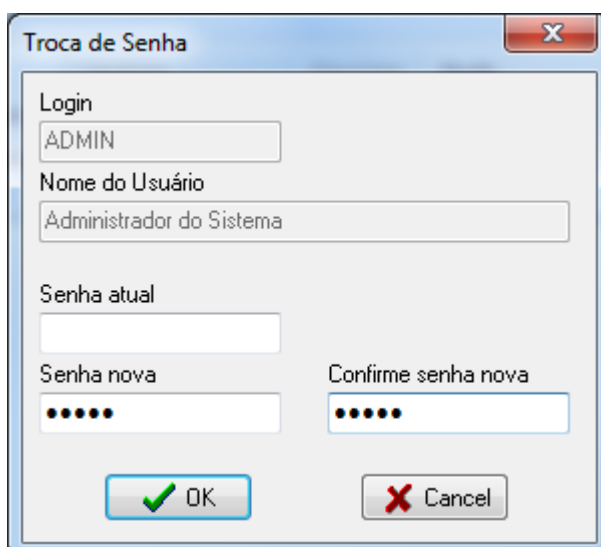 Troca de Senha
Login
ADMIN
Nome do Usuário
Administrador do Sistema
Senha atual
Senha nova
Confirme senha nova
•••••
•••••
OK
Cancel